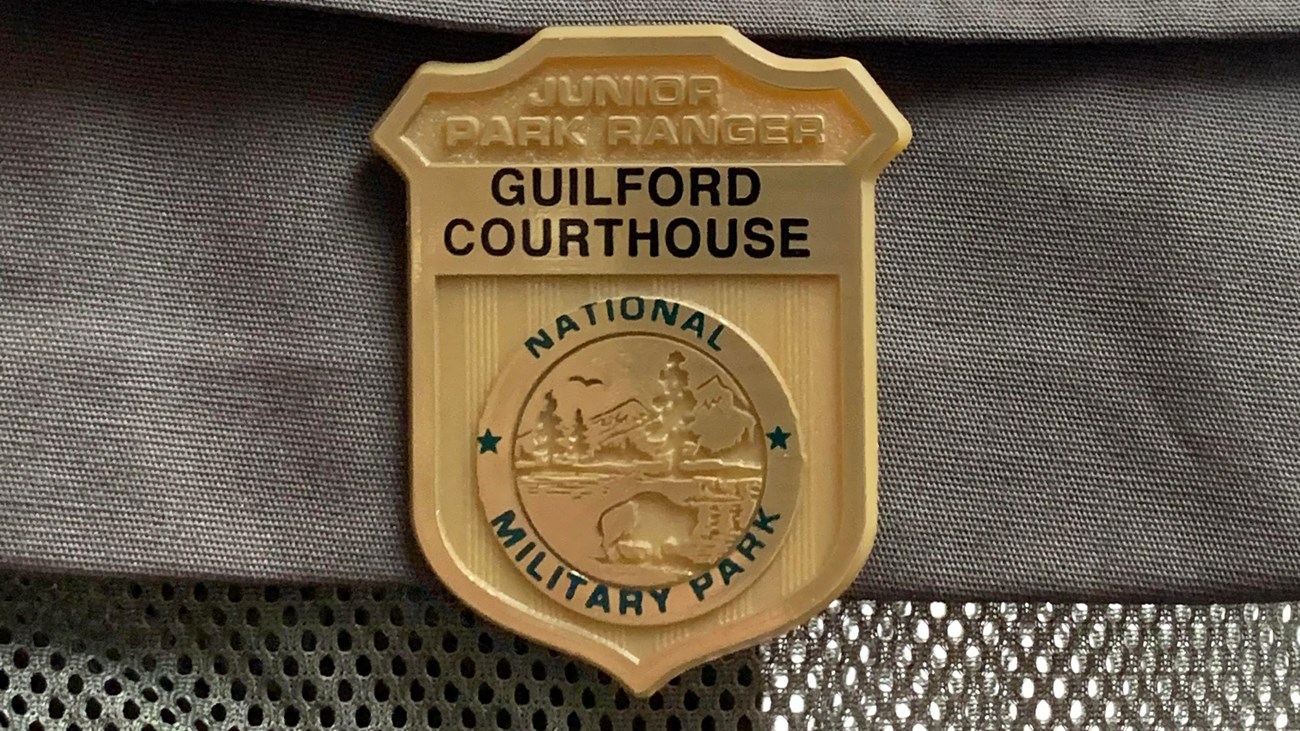 JUNIOR
PARK RANGER
GUILFORD
COURTHOUSE
NATIONAL
MILITARY PARK